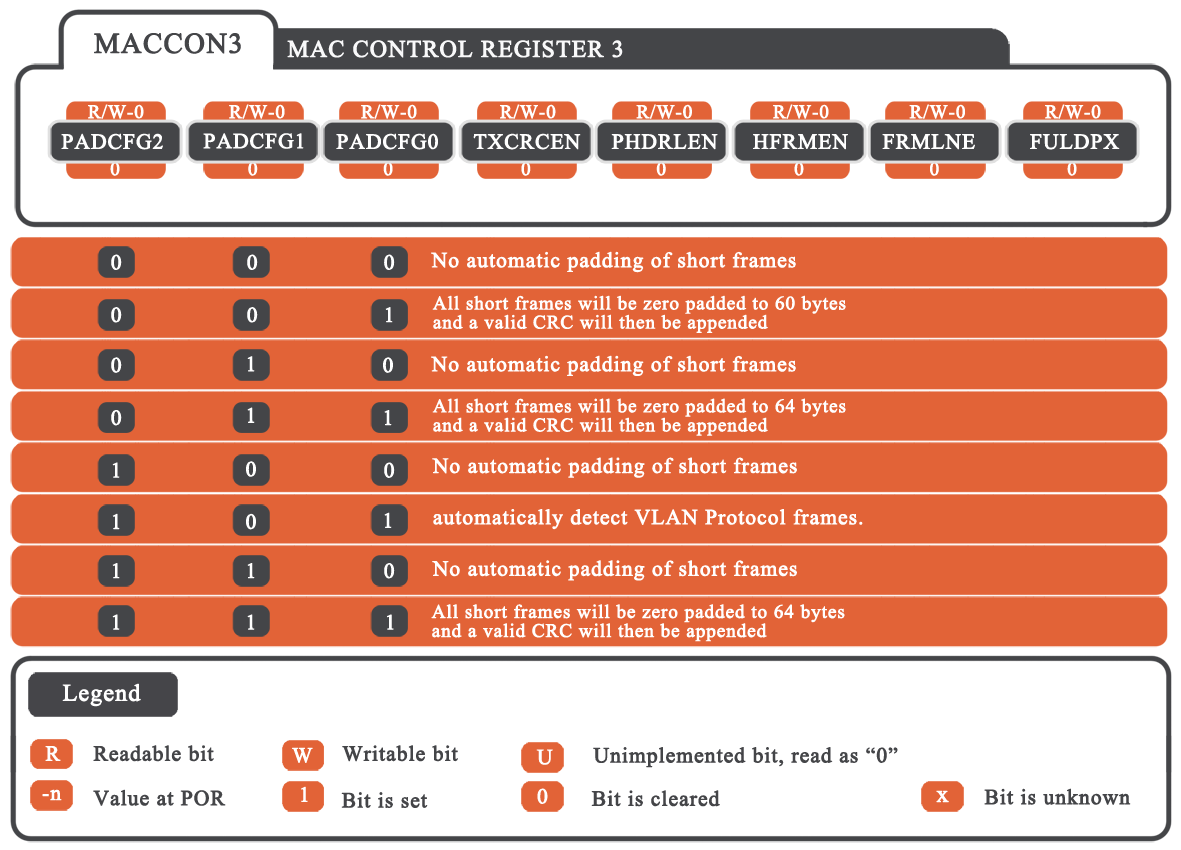 MACCON3
MAC CONTROL REGISTER 3
R/W-0 R/W-0 R/W-0 R/W-0 R/W-0 R/W-0 R/W-0 R/W-0
PADCFG2 PADCFG1 PADCFG0 TXCRCEN PHDRLEN HFRMEN FRMLNE FULDPX
0 0 0 0 0 0 0 0
0 0 0 No automatic padding of short frames
0 0 1 All short frames will be zero padded to 60 bytes
and a valid CRC will then be appended
0 1 0 No automatic padding of short frames
0 1 1 All short frames will be zero padded to 64 bytes
and a valid CRC will then be appended
1 0 0 No automatic padding of short frames
1 0 1 automatically detect VLAN Protocol frames.
1 1 0 No automatic padding of short frames
1 1 1 All short frames will be zero padded to 64 bytes
and a valid CRC will then be appended
Legend
R Readable bit W Writable bit U Unimplemented bit, read as “0”
-n Value at POR 1 Bit is set 0 Bit is cleared x Bit is unknown